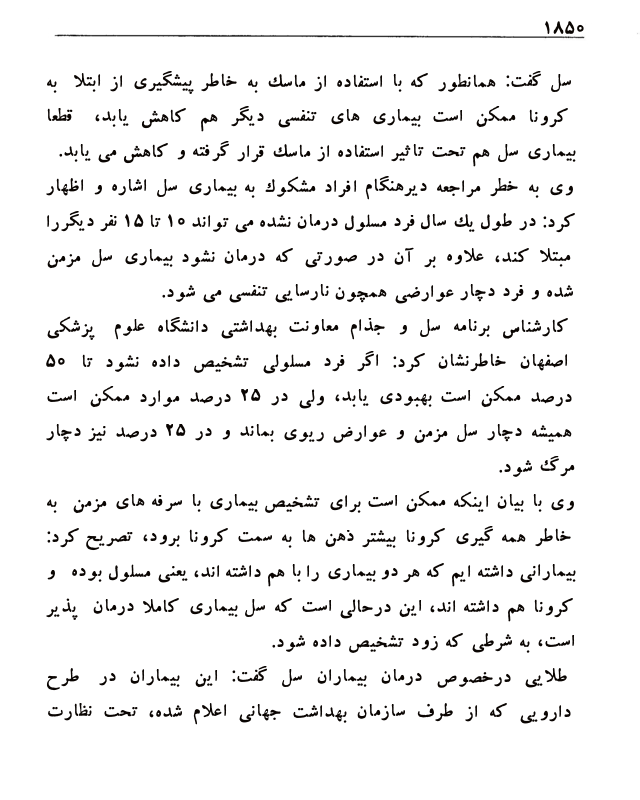 ۱۸۵۰
سل گفت: همانطور که با استفاده از ماسك به خاطر پیشگیری از ابتلا به
کرونا ممکن است بیماری های تنفسی دیگر هم کاهش یابد، قطعا
بیماری سل هم تحت تاثیر استفاده از ماسك قرار گرفته و کاهش می یابد.
وی به خطر مراجعه دیرهنگام افراد مشکوك به بیماری سل اشاره و اظهار
کرد: در طول یك سال فرد مسلول درمان نشده می تواند ۱۰ تا ۱۵ نفر دیگررا
مبتلا کند، علاوه بر آن در صورتی که درمان نشود بیماری سل مزمن
شده و فرد دچار عوارضی همچون نارسایی تنفسی می شود.
کارشناس برنامه سل و جذام معاونت بهداشتی دانشگاه علوم پزشکی
اصفهان خاطرنشان کرد: اگر فرد مسلولی تشخیص داده نشود تا ۵۰
درصد ممکن است بهبودی یابد، ولی در ۲۵ درصد موارد ممکن است
همیشه دچار سل مزمن و عوارض ریوی بماند و در ۲۵ درصد نیز دچار
مرگ شود.
وی با بیان اینکه ممکن است برای تشخیص بیماری با سرفه های مزمن به
خاطر همه گیری کرونا بیشتر ذهن ها به سمت کرونا برود، تصریح کرد:
بیمارانی داشته ایم که هر دو بیماری را با هم داشته اند، یعنی مسلول بوده و
کرونا هم داشته اند، این درحالی است که سل بیماری کاملا درمان پذیر
است، به شرطی که زود تشخیص داده شود.
طلایی درخصوص درمان بیماران سل گفت: این بیماران در طرح
دارویی که از طرف سازمان بهداشت جهانی اعلام شده، تحت نظارت